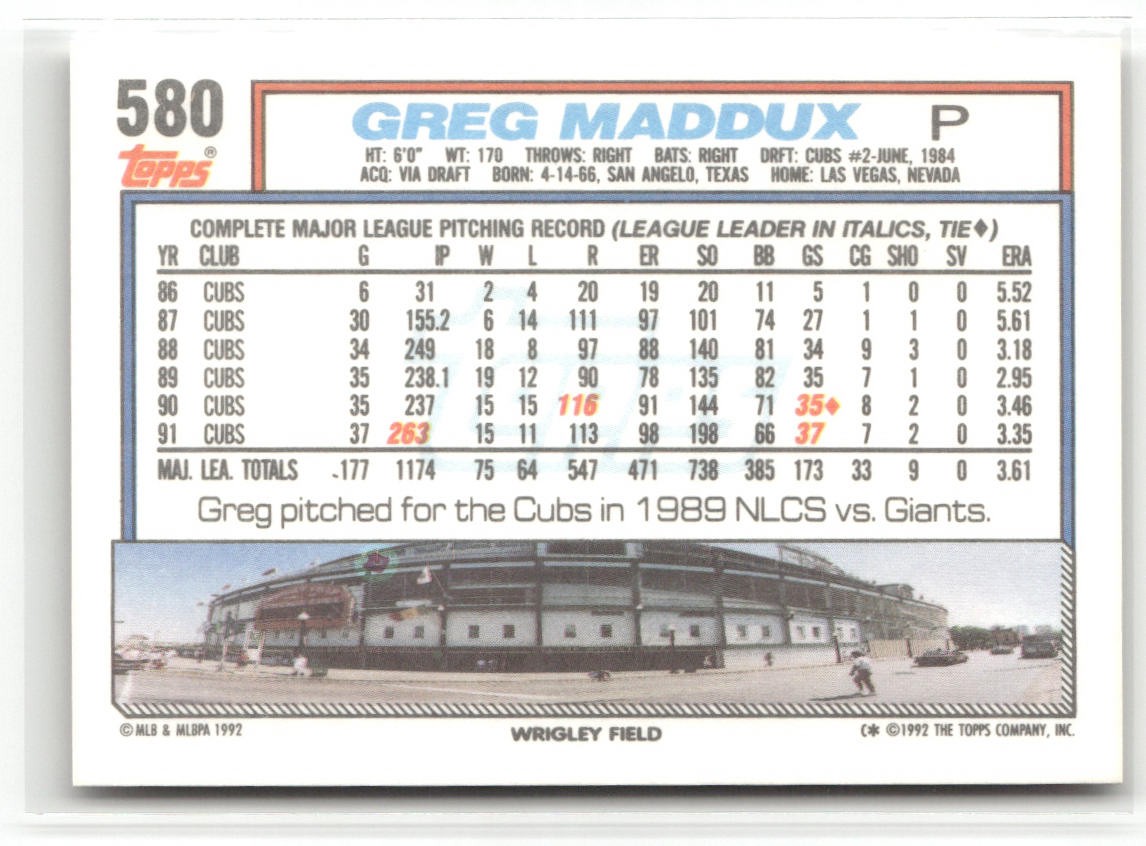 580
Topps®
GREG MADDUX P
HT: 6'0" WT: 170 THROWS: RIGHT BATS: RIGHT DRFT: CUBS #2-JUNE, 1984
ACQ: VIA DRAFT BORN: 4-14-66, SAN ANGELO, TEXAS HOME: LAS VEGAS, NEVADA
COMPLETE MAJOR LEAGUE PITCHING RECORD (LEAGUE LEADER IN ITALICS, TIE♦)
YR CLUB G IP W L R ER SO BB GS CG SHO SV ERA
86 CUBS 6 31 2 4 20 19 20 11 5 1 0 0 5.52
87 CUBS 30 155.2 6 14 111 97 101 74 27 1 1 0 5.61
88 CUBS 34 249 18 8 97 88 140 81 34 9 3 0 3.18
89 CUBS 35 238.1 19 12 90 78 135 82 35 7 1 0 2.95
90 CUBS 35 237 15 15 116 91 144 71 35♦ 8 2 0 3.46
91 CUBS 37 263 15 11 113 98 198 66 37 7 2 0 3.35
MAJ. LEA. TOTALS 177 1174 75 64 547 471 738 385 173 33 9 0 3.61
Greg pitched for the Cubs in 1989 NLCS vs. Giants.
© MLB & MLBPA 1992
WRIGLEY FIELD
C* ©1992 THE TOPPS COMPANY, INC.